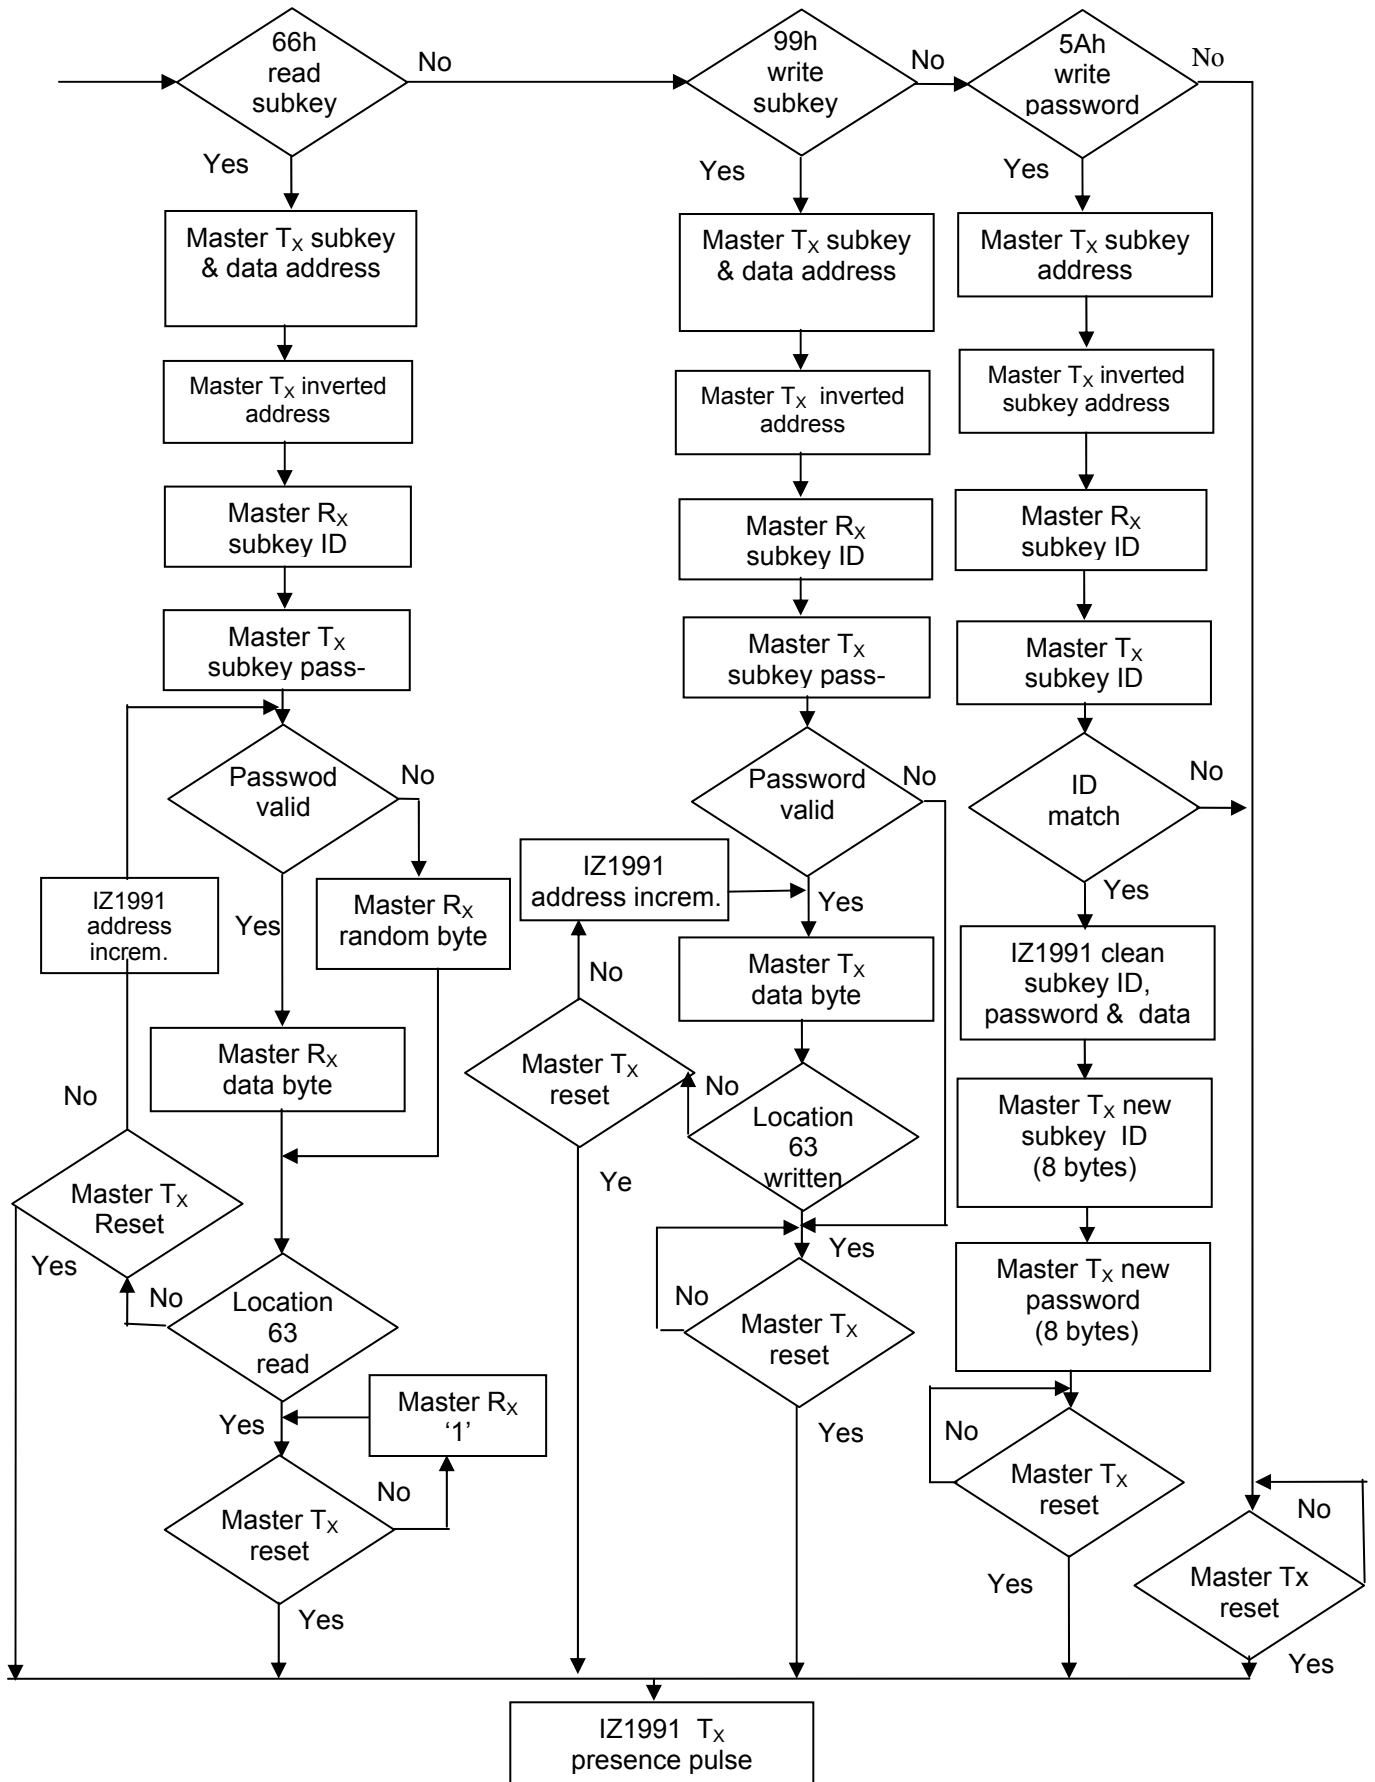 66h
read
subkey
No
Yes
99h
write
subkey
No
Yes
5Ah
write
password
No
Yes
Master TX subkey
& data address
Master TX inverted
address
Master RX
subkey ID
Master TX
subkey pass-
Passwod
valid
No
Yes
IZ1991
address
increm.
Master RX
random byte
Master RX
data byte
No
Master TX
Reset
Yes
No
Location
63
read
Yes
Master RX
‘1’
No
Master TX
reset
Yes
Master TX subkey
& data address
Master TX inverted
address
Master RX
subkey ID
Master TX
subkey pass-
Password
valid
No
Yes
IZ1991
address increm.
No
Master TX
data byte
Master TX
reset
No
Ye
Location
63
written
Yes
No
Master TX
reset
Yes
Master TX subkey
address
Master TX inverted
subkey address
Master RX
subkey ID
Master TX
subkey ID
ID
match
No
Yes
IZ1991 clean
subkey ID,
password & data
Master TX new
subkey ID
(8 bytes)
Master TX new
password
(8 bytes)
No
Master TX
reset
Yes
No
Master Tx
reset
Yes
IZ1991 TX
presence pulse